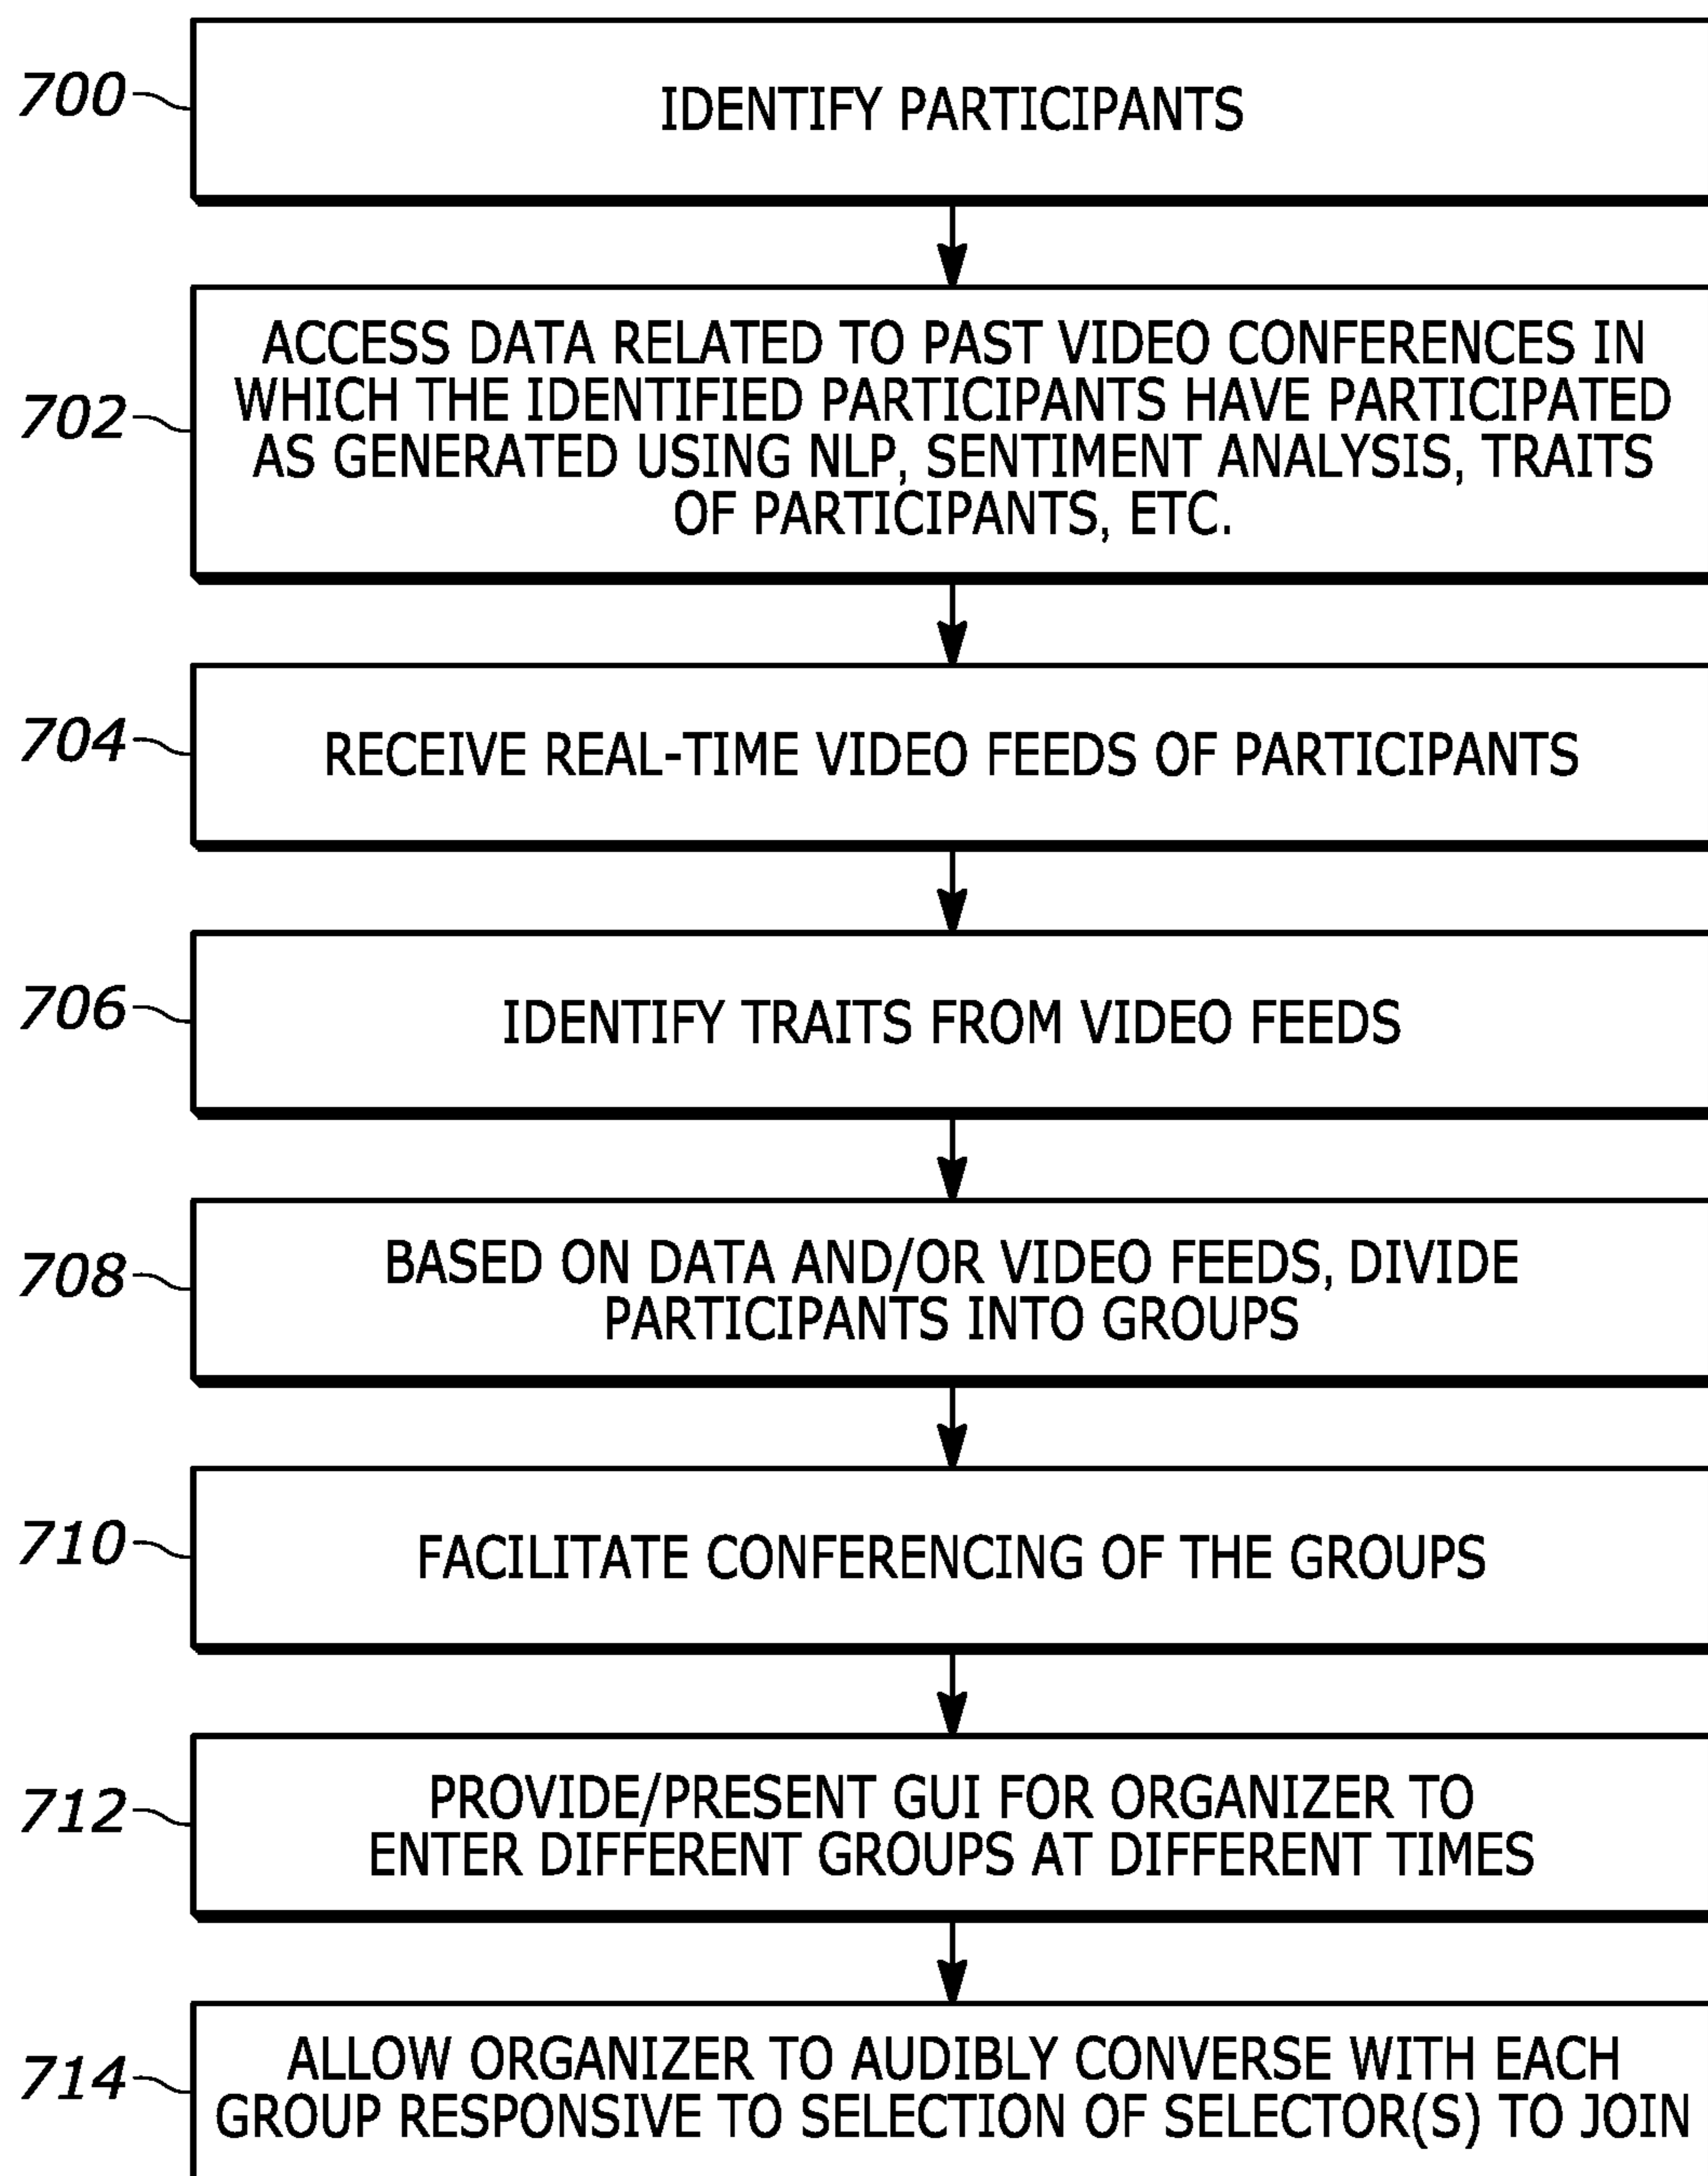 700
IDENTIFY PARTICIPANTS
702
ACCESS DATA RELATED TO PAST VIDEO CONFERENCES IN
WHICH THE IDENTIFIED PARTICIPANTS HAVE PARTICIPATED
AS GENERATED USING NLP, SENTIMENT ANALYSIS, TRAITS
OF PARTICIPANTS, ETC.
704
RECEIVE REAL-TIME VIDEO FEEDS OF PARTICIPANTS
706
IDENTIFY TRAITS FROM VIDEO FEEDS
708
BASED ON DATA AND/OR VIDEO FEEDS, DIVIDE
PARTICIPANTS INTO GROUPS
710
FACILITATE CONFERENCING OF THE GROUPS
712
PROVIDE/PRESENT GUI FOR ORGANIZER TO
ENTER DIFFERENT GROUPS AT DIFFERENT TIMES
714
ALLOW ORGANIZER TO AUDIBLY CONVERSE WITH EACH
GROUP RESPONSIVE TO SELECTION OF SELECTOR(S) TO JOIN